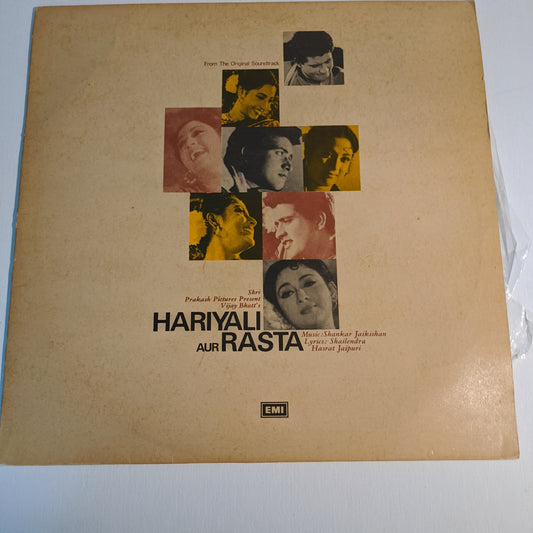 From The Original Soundtrack
Shri
Prakash Pictures Present
Vijay Bhatt's
HARIYALI
AUR RASTA
Music: Shankar Jaikishan
Lyrics: Shailendra
Hasrat Jaipuri
EMI